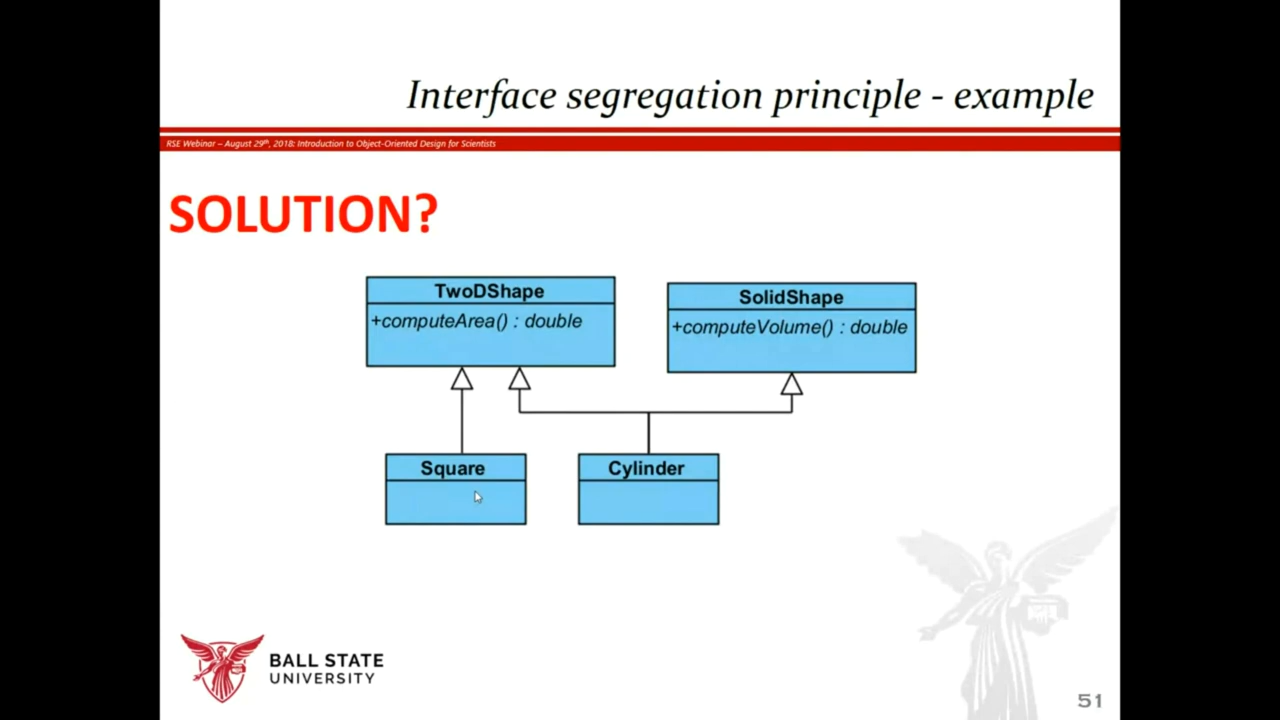 Interface segregation principle - example
RSE Webinar – August 29th, 2018: Introduction to Object-Oriented Design for Scientists
SOLUTION?
TwoDShape
+computeArea() : double
SolidShape
+computeVolume() : double
Square
Cylinder
BALL STATE
UNIVERSITY
51